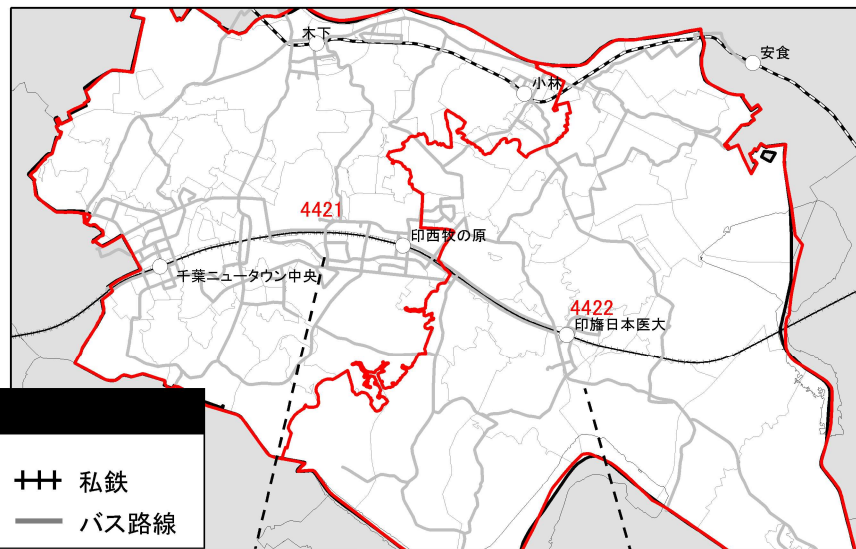 木下
安食
小林
4421
印西牧の原
千葉ニュータウン中央
4422
印旛日本医大
私鉄
バス路線